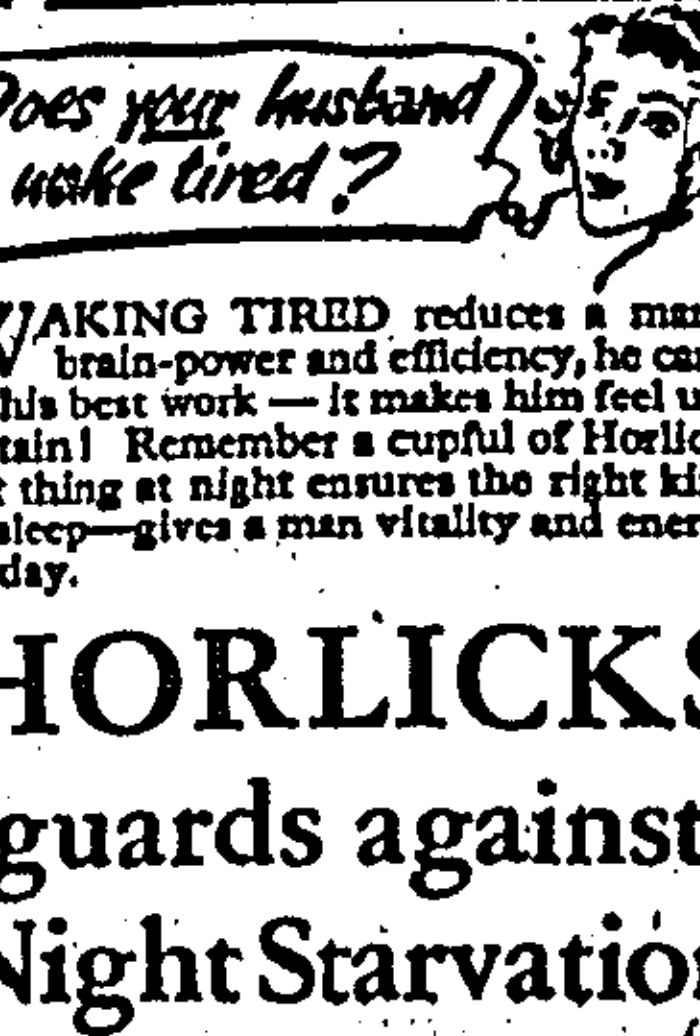 Does your husband
wake tired?
WAKING TIRED reduces a man
brain-power and efficiency, he can
his best work — it makes him feel u
tain! Remember a cupful of Horlic
t thing at night ensures the right ki
sleep—gives a man vitality and ener
day.
HORLICKS
guards against
Night Starvation